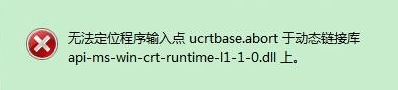 无法定位程序输入点 ucrtbase.abort 于动态链接库
api-ms-win-crt-runtime-l1-1-0.dll 上。